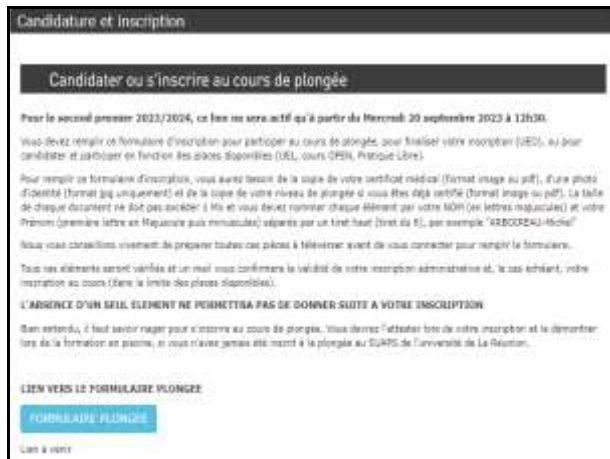 Candidature et inscription
Candidater ou s'inscrire au cours de plongée
Pour le second premier 2023/2024, ce lien ne sera actif qu'à partir du Mercredi 20 septembre 2023 à 12h30.
Vous devez remplir ce formulaire d'inscription pour participer au cours de plongée, pour finaliser votre inscription (UEO), ou pour
candidater et participer en fonction des places disponibles (UEL, cours OPEN, Pratique Libre).
Pour remplir ce formulaire d'inscription, vous aurez besoin de la copie de votre certificat médical (format image ou pdf), d'une photo
d'identité (format jpg uniquement) et de la copie de votre niveau de plongée si vous êtes déjà certifié (format image ou pdf). La taille
de chaque document ne doit pas excéder 1 Mo et vous devez nommer chaque élément par votre NOM (en lettres majuscules) et votre
Prénom (première lettre en Majuscule puis minuscules) séparés par un tiret haut (tiret du 6), par exemple "ARBOIREAU-Michel"
Nous vous conseillons vivement de préparer toutes ces pièces à téléverser avant de vous connecter pour remplir le formulaire.
Tous ces éléments seront vérifiés et un mail vous confirmera la validité de votre inscription administrative et, le cas échéant, votre
inscription au cours (dans la limite des places disponibles).
L'ABSENCE D'UN SEUL ELEMENT NE PERMETTRA PAS DE DONNER SUITE A VOTRE INSCRIPTION
Bien entendu, il faut savoir nager pour s'inscrire au cours de plongée. Vous devrez l'attester lors de votre inscription et le démontrer
lors de la formation en piscine, si vous n'avez jamais été inscrit à la plongée au SUAPS de l'université de La Réunion.
LIEN VERS LE FORMULAIRE PLONGEE
FORMULAIRE PLONGEE
Lien à venir